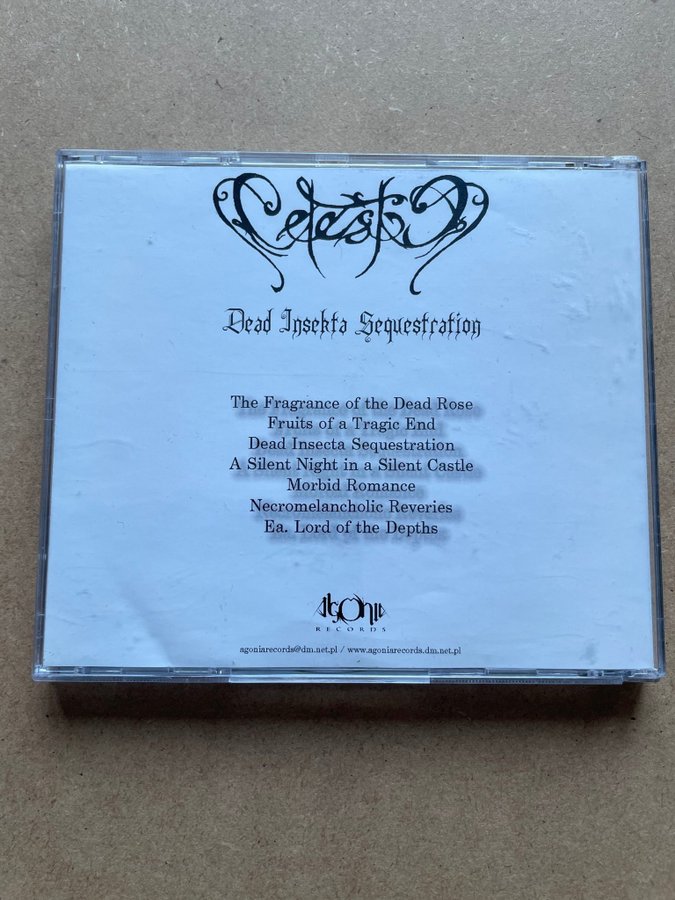 Celestia
Dead Insekta Sequestration
The Fragrance of the Dead Rose
Fruits of a Tragic End
Dead Insecta Sequestration
A Silent Night in a Silent Castle
Morbid Romance
Necromelancholic Reveries
Ea. Lord of the Depths
Agonia
RECORDS
agoniarecords@dm.net.pl / www.agoniarecords.dm.net.pl